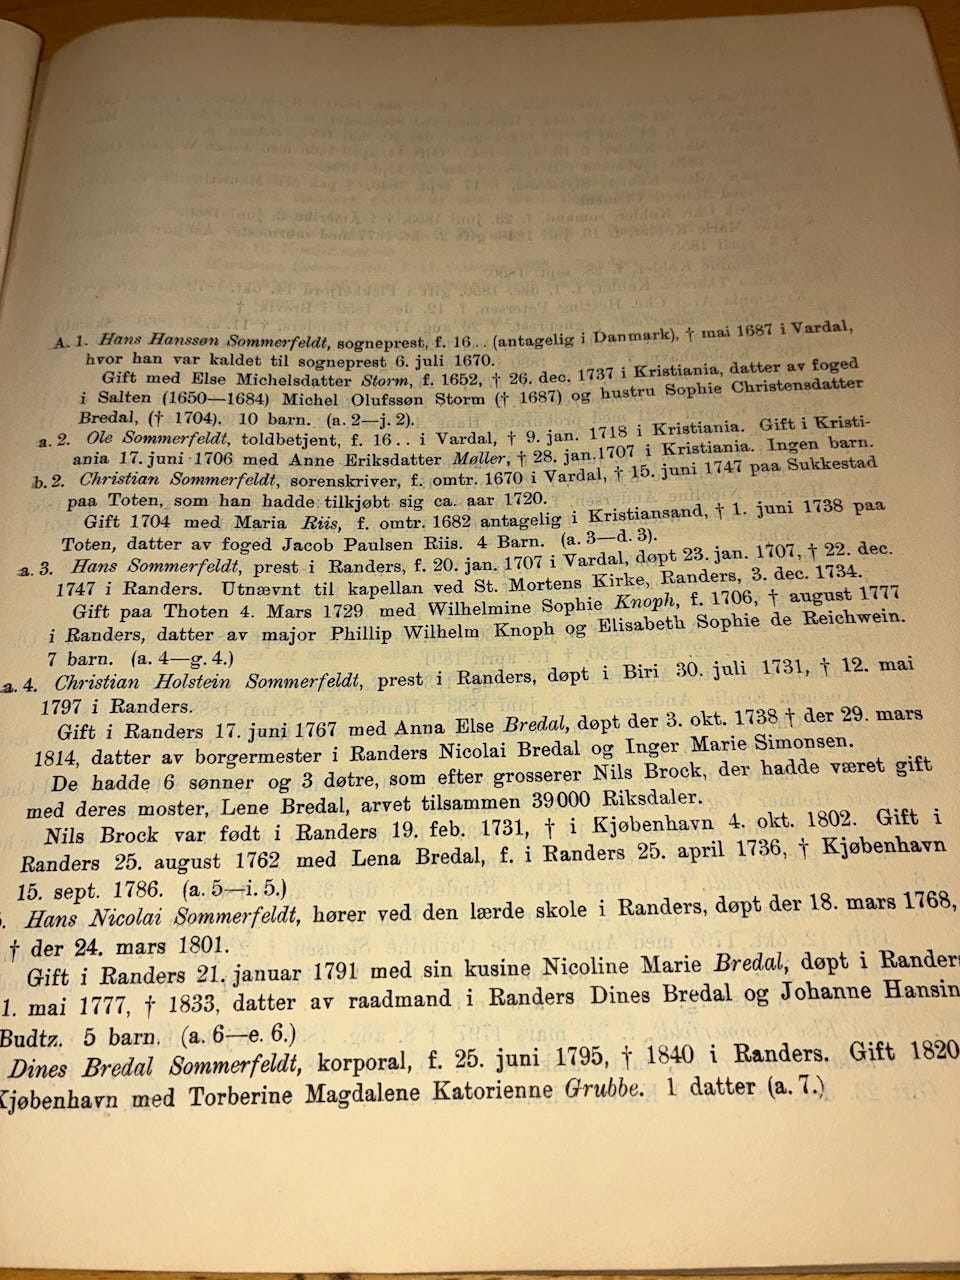 A. 1. Hans Hanssøn Sommerfeldt, sogneprest, f. 16.. (antagelig i Danmark), † mai 1687 i Vardal,
hvor han var kaldet til sogneprest 6. juli 1670.
Gift med Else Michelsdatter Storm, f. 1652, † 26. dec. 1737 i Kristiania, datter av foged
i Salten (1650—1684) Michel Olufssøn Storm († 1687) og hustru Sophie Christensdatter
Bredal, († 1704). 10 barn. (a. 2—j. 2).
a. 2. Ole Sommerfeldt, toldbetjent, f. 16.. i Vardal, † 9. jan. 1718 i Kristiania. Gift i Kristi-
ania 17. juni 1706 med Anne Eriksdatter Møller, † 28. jan. 1707 i Kristiania. Ingen barn.
b. 2. Christian Sommerfeldt, sorenskriver, f. omtr. 1670 i Vardal, † 15. juni 1747 paa Sukkestad
paa Toten, som han hadde tilkjøbt sig ca. aar 1720.
Gift 1704 med Maria Riis, f. omtr. 1682 antagelig i Kristiansand, † 1. juni 1738 paa
Toten, datter av foged Jacob Paulsen Riis. 4 Barn. (a. 3—d. 3).
a. 3. Hans Sommerfeldt, prest i Randers, f. 20. jan. 1707 i Vardal, døpt 23. jan. 1707, † 22. dec.
1747 i Randers. Utnævnt til kapellan ved St. Mortens Kirke, Randers, 3. dec. 1734.
Gift paa Thoten 4. Mars 1729 med Wilhelmine Sophie Knoph, f. 1706, † august 1777
i Randers, datter av major Phillip Wilhelm Knoph og Elisabeth Sophie de Reichwein.
7 barn. (a. 4—g. 4.)
a. 4. Christian Holstein Sommerfeldt, prest i Randers, døpt i Biri 30. juli 1731, † 12. mai
1797 i Randers.
Gift i Randers 17. juni 1767 med Anna Else Bredal, døpt der 3. okt. 1738 † der 29. mars
1814, datter av borgermester i Randers Nicolai Bredal og Inger Marie Simonsen.
De hadde 6 sønner og 3 døtre, som efter grosserer Nils Brock, der hadde været gift
med deres moster, Lene Bredal, arvet tilsammen 39000 Riksdaler.
Nils Brock var født i Randers 19. feb. 1731, † i Kjøbenhavn 4. okt. 1802. Gift i
Randers 25. august 1762 med Lena Bredal, f. i Randers 25. april 1736, † Kjøbenhavn
15. sept. 1786. (a. 5—i. 5.)
5. Hans Nicolai Sommerfeldt, hører ved den lærde skole i Randers, døpt der 18. mars 1768,
† der 24. mars 1801.
Gift i Randers 21. januar 1791 med sin kusine Nicoline Marie Bredal, døpt i Randers
1. mai 1777, † 1833, datter av raadmand i Randers Dines Bredal og Johanne Hansin
Budtz. 5 barn. (a. 6—e. 6.)
Dines Bredal Sommerfeldt, korporal, f. 25. juni 1795, † 1840 i Randers. Gift 1820
Kjøbenhavn med Torberine Magdalene Katorienne Grubbe. 1 datter (a. 7.)